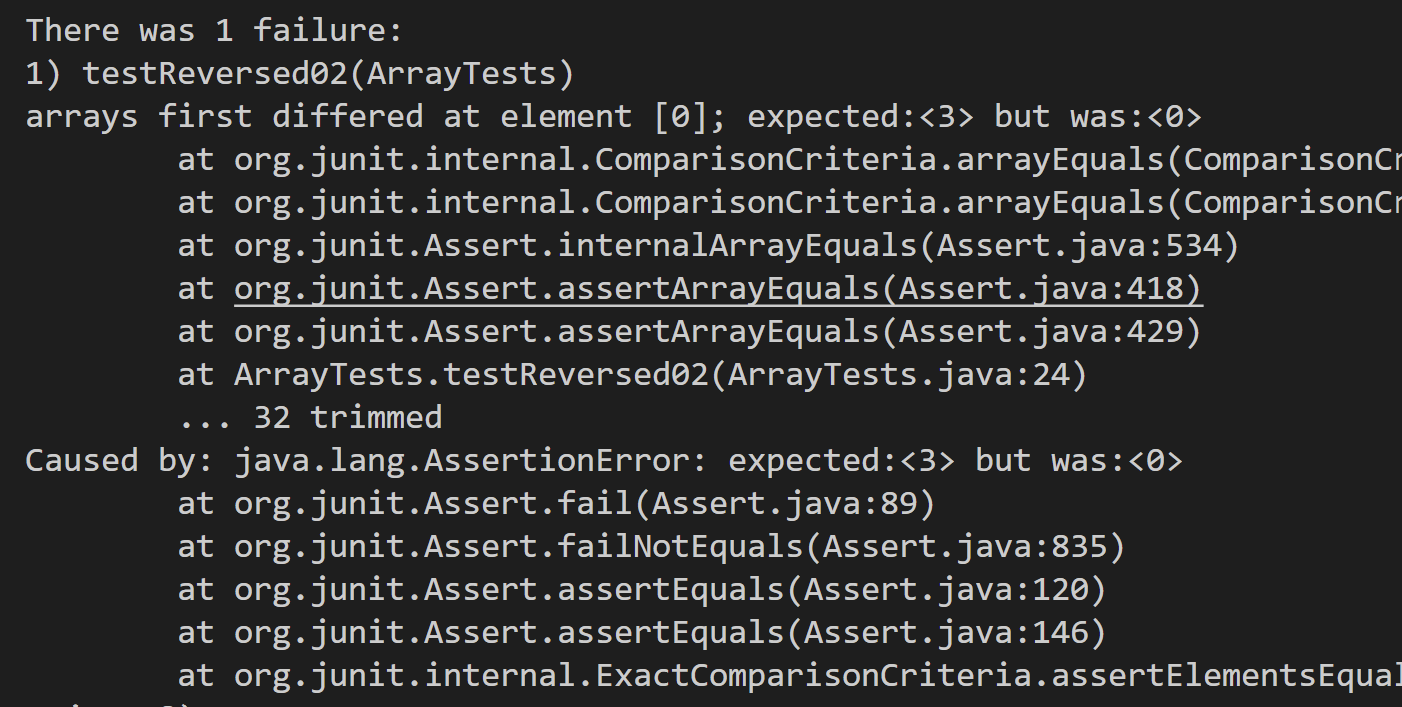 There was 1 failure:
1) testReversed02(ArrayTests)
arrays first differed at element [0]; expected:<3> but was:<0>
at org.junit.internal.ComparisonCriteria.arrayEquals(ComparisonCr
at org.junit.internal.ComparisonCriteria.arrayEquals(ComparisonCr
at org.junit.Assert.internalArrayEquals(Assert.java:534)
at org.junit.Assert.assertArrayEquals(Assert.java:418)
at org.junit.Assert.assertArrayEquals(Assert.java:429)
at ArrayTests.testReversed02(ArrayTests.java:24)
... 32 trimmed
Caused by: java.lang.AssertionError: expected:<3> but was:<0>
at org.junit.Assert.fail(Assert.java:89)
at org.junit.Assert.failNotEquals(Assert.java:835)
at org.junit.Assert.assertEquals(Assert.java:120)
at org.junit.Assert.assertEquals(Assert.java:146)
at org.junit.internal.ExactComparisonCriteria.assertElementsEqual